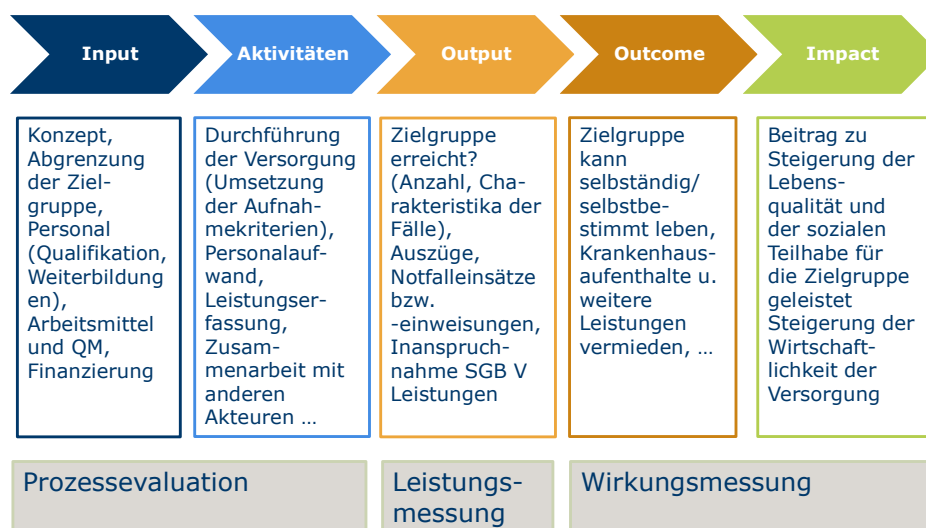 Input
Aktivitäten
Output
Outcome
Impact
Konzept,
Abgrenzung
der Ziel-
gruppe,
Personal
(Qualifikation,
Weiterbildung
en),
Arbeitsmittel
und QM,
Finanzierung
Durchführung
der Versorgung
(Umsetzung
der Aufnah-
mekriterien),
Personalauf-
wand,
Leistungser-
fassung,
Zusam-
menarbeit mit
anderen
Akteuren …
Zielgruppe
erreicht?
(Anzahl, Cha-
rakteristika der
Fälle),
Auszüge,
Notfalleinsätze
bzw.
-einweisungen,
Inanspruch-
nahme SGB V
Leistungen
Zielgruppe
kann
selbständig/
selbstbe-
stimmt leben,
Krankenhaus-
aufenthalte u.
weitere
Leistungen
vermieden, …
Beitrag zu
Steigerung der
Lebens-
qualität und
der sozialen
Teilhabe für
die Zielgruppe
geleistet
Steigerung der
Wirtschaft-
lichkeit der
Versorgung
Prozessevaluation
Leistungs-
messung
Wirkungsmessung